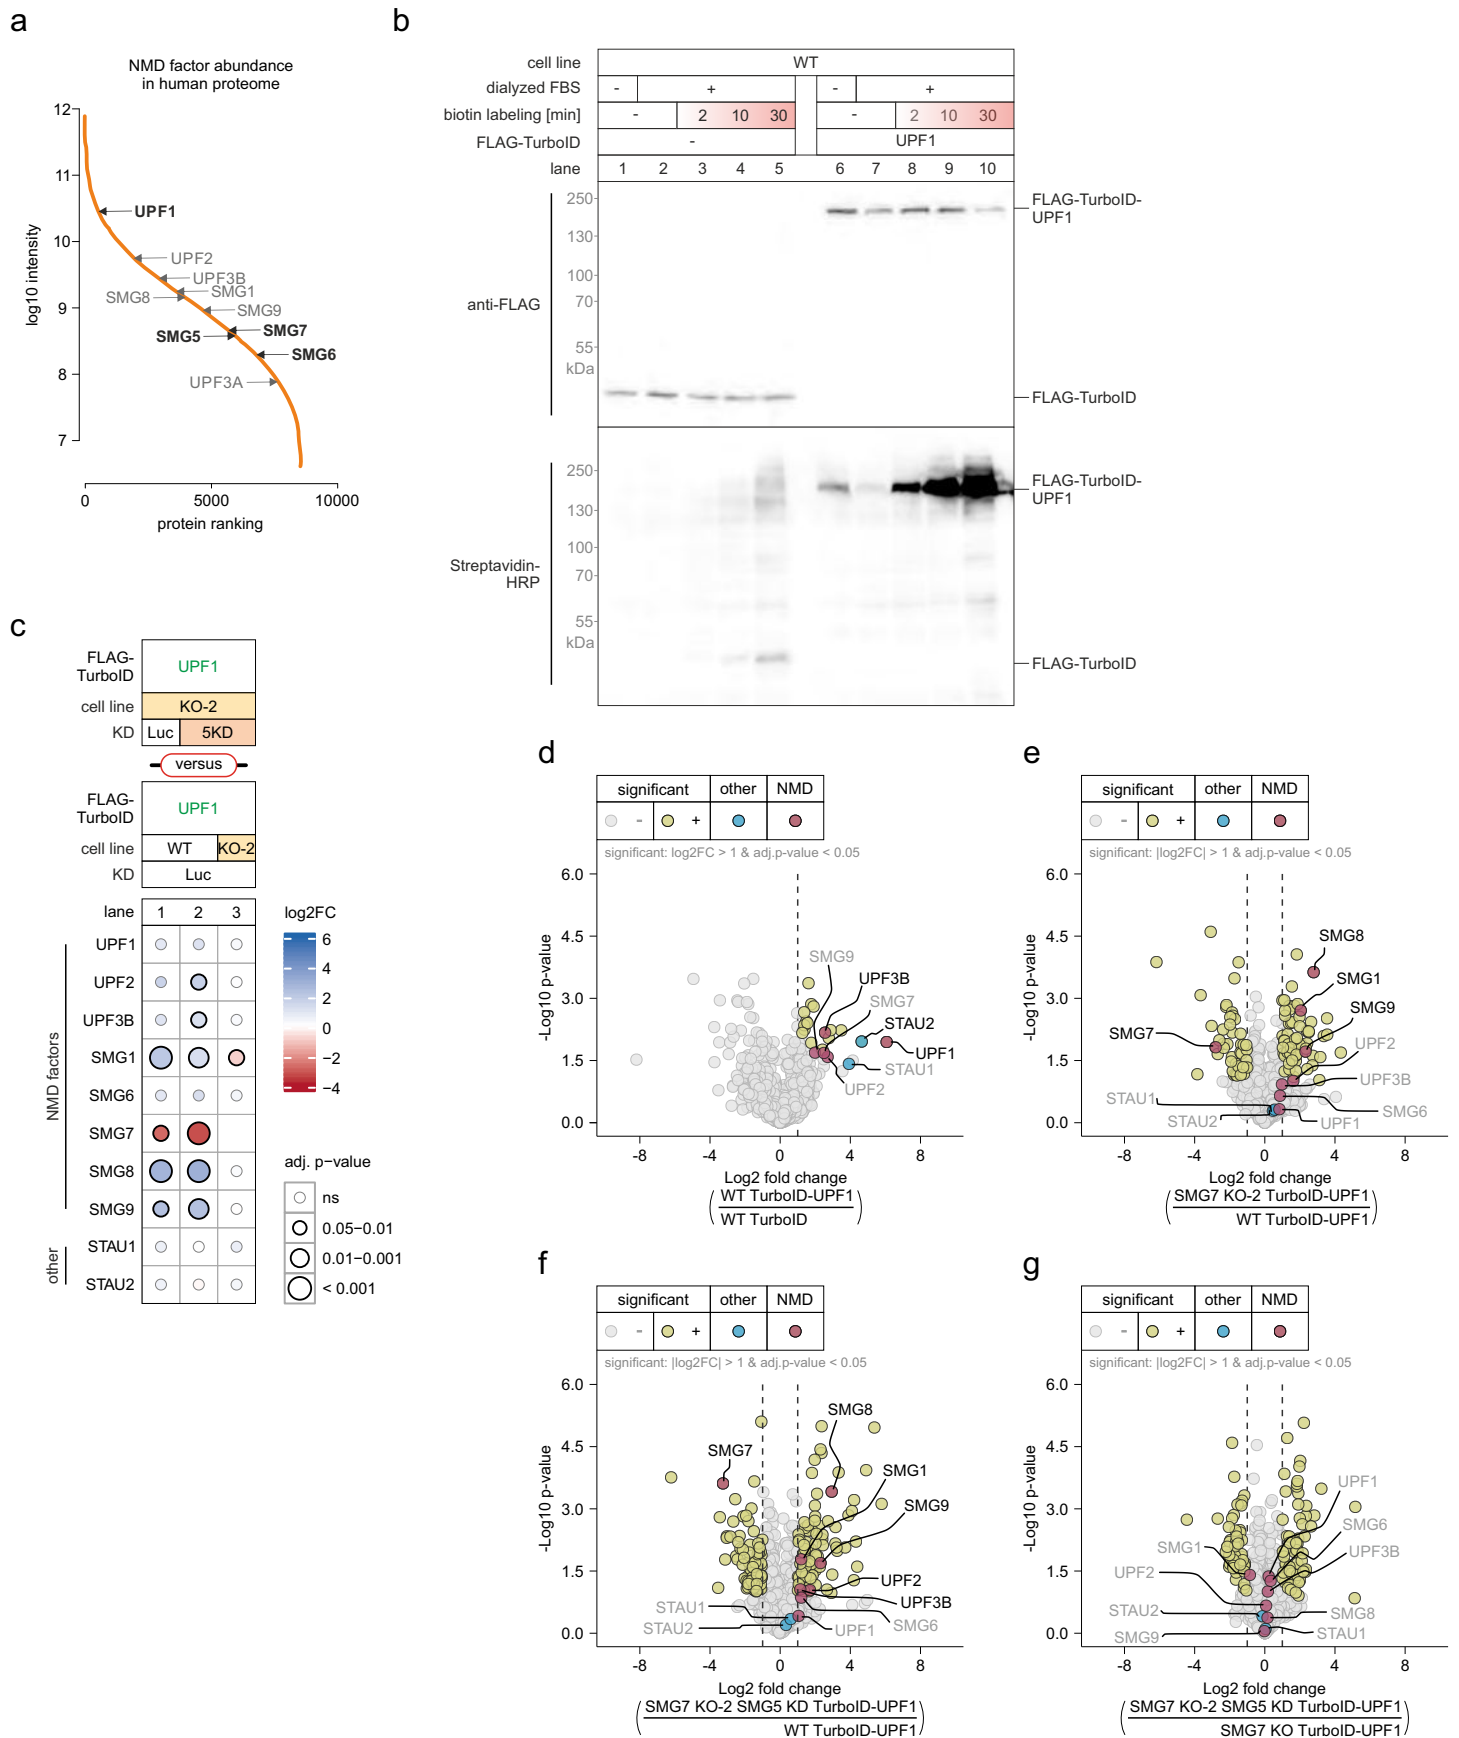 a
NMD factor abundance
in human proteome
12
11
10
9
8
7
log10 intensity
UPF1
UPF2
UPF3B
SMG1
SMG8
SMG9
SMG7
SMG5
SMG6
UPF3A
0 5000 10000
protein ranking
b
cell line WT
dialyzed FBS - + - +
biotin labeling [min] - 2 10 30 - 2 10 30
FLAG-TurboID - UPF1
lane 1 2 3 4 5 6 7 8 9 10
anti-FLAG
250
130
100
70
55
kDa
FLAG-TurboID-
UPF1
FLAG-TurboID
Streptavidin-
HRP
250
130
100
70
55
kDa
FLAG-TurboID-
UPF1
FLAG-TurboID
c
FLAG-
TurboID
UPF1
cell line KO-2
KD Luc 5KD
versus
FLAG-
TurboID
UPF1
cell line WT KO-2
KD Luc
lane 1 2 3
NMD factors
UPF1
UPF2
UPF3B
SMG1
SMG6
SMG7
SMG8
SMG9
other
STAU1
STAU2
log2FC
6
4
2
0
−2
−4
adj. p−value
ns
0.05−0.01
0.01−0.001
< 0.001
d
significant other NMD
- +
significant: log2FC > 1 & adj.p-value < 0.05
6.0
4.5
3.0
1.5
0.0
-Log10 p-value
SMG9
UPF3B
SMG7
STAU2
UPF1
STAU1
UPF2
-8 -4 0 4 8
Log2 fold change
(WT TurboID-UPF1)
WT TurboID
e
significant other NMD
- +
significant: |log2FC| > 1 & adj.p-value < 0.05
6.0
4.5
3.0
1.5
0.0
-Log10 p-value
SMG8
SMG1
SMG9
SMG7
UPF2
UPF3B
STAU1
SMG6
STAU2
UPF1
-8 -4 0 4 8
Log2 fold change
(SMG7 KO-2 TurboID-UPF1)
WT TurboID-UPF1
f
significant other NMD
- +
significant: |log2FC| > 1 & adj.p-value < 0.05
6.0
4.5
3.0
1.5
0.0
-Log10 p-value
SMG8
SMG7
SMG1
SMG9
UPF2
UPF3B
STAU1
SMG6
STAU2
UPF1
-8 -4 0 4 8
Log2 fold change
(SMG7 KO-2 SMG5 KD TurboID-UPF1)
WT TurboID-UPF1
g
significant other NMD
- +
significant: |log2FC| > 1 & adj.p-value < 0.05
6.0
4.5
3.0
1.5
0.0
-Log10 p-value
UPF1
SMG6
SMG1
UPF3B
UPF2
STAU2
SMG8
SMG9
STAU1
-8 -4 0 4 8
Log2 fold change
(SMG7 KO-2 SMG5 KD TurboID-UPF1)
SMG7 KO TurboID-UPF1